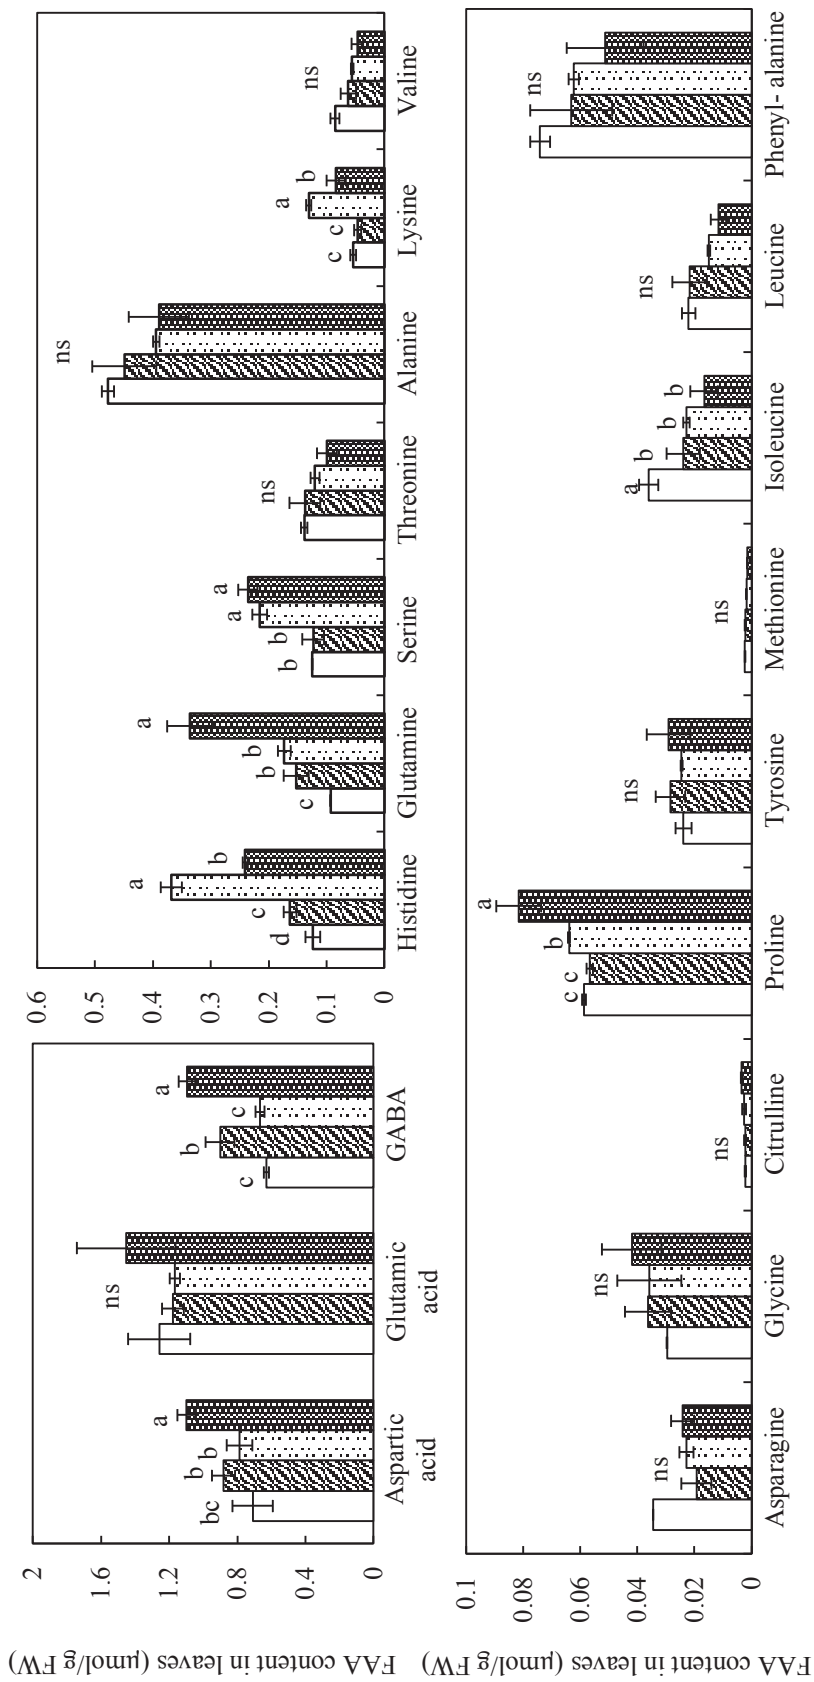 FAA content in leaves (μmol/g FW)
2
1.6
1.2
0.8
0.4
0
bc
b
b
a
ns
c
b
c
a
Aspartic
acid
Glutamic
acid
GABA
0.6
0.5
0.4
0.3
0.2
0.1
0
d
c
a
b
c
b
b
a
b
b
a
a
ns
ns
c
c
a
b
ns
Histidine
Glutamine
Serine
Threonine
Alanine
Lysine
Valine
FAA content in leaves (μmol/g FW)
0.1
0.08
0.06
0.04
0.02
0
ns
ns
ns
c
c
b
a
ns
ns
a
b
b
b
ns
ns
Asparagine
Glycine
Citrulline
Proline
Tyrosine
Methionine
Isoleucine
Leucine
Phenyl- alanine